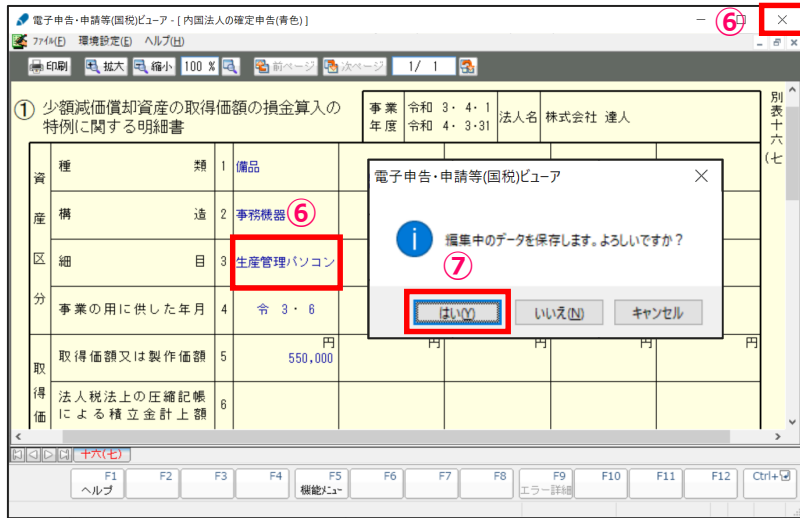 電子申告・申請等(国税)ビューア - [ 内国法人の確定申告(青色) ]
⑥
ファイル(F) 環境設定(E) ヘルプ(H)
印刷 拡大 縮小 100 % 前ページ 次ページ 1/ 1
① 少額減価償却資産の取得価額の損金算入の
特例に関する明細書
事業
年度
令和 3・ 4・ 1
令和 4・ 3・31
法人名 株式会社 達人
別表十六(七
資産区分
種類 1 備品
構造 2 事務機器 ⑥
細目 3 生産管理パソコン
事業の用に供した年月 4 令 3・ 6
取得価
取得価額又は製作価額 5 円 550,000 円 円 円 円
法人税法上の圧縮記帳
による積立金計上額 6
電子申告・申請等(国税)ビューア
編集中のデータを保存します。よろしいですか?
⑦
はい(Y) いいえ(N) キャンセル
十六(七)
F1 F2 F3 F4 F5 F6 F7 F8 F9 F10 F11 F12 Ctrl+
ヘルプ 機能メニュー エラー詳細